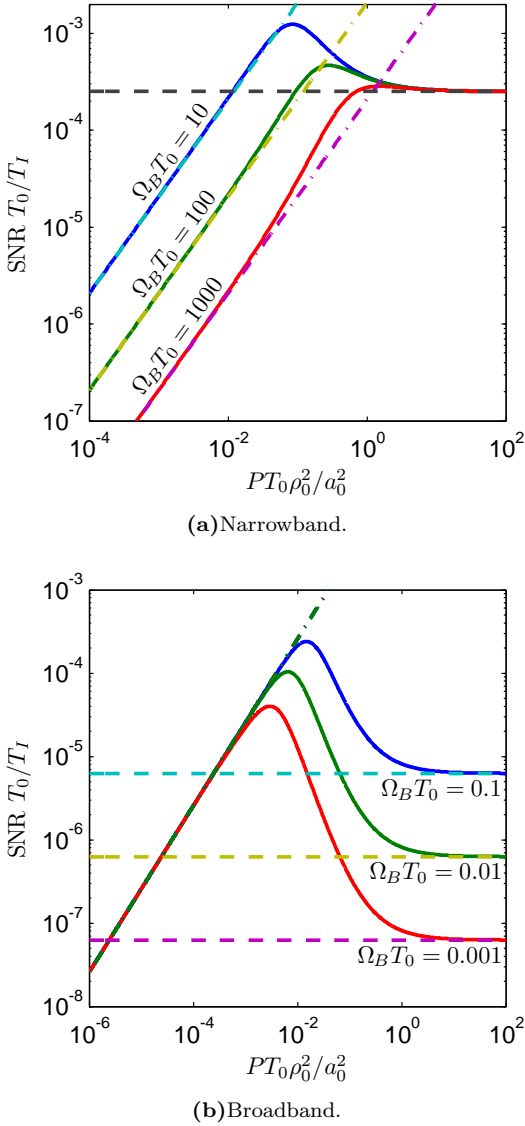 10^{-3}
10^{-4}
10^{-5}
10^{-6}
10^{-7}
SNR T_0/T_I
Ω_B T_0 = 10
Ω_B T_0 = 100
Ω_B T_0 = 1000
10^{-4} 10^{-2} 10^0 10^2
PT_0ρ_0^2/a_0^2
(a)Narrowband.
10^{-3}
10^{-4}
10^{-5}
10^{-6}
10^{-7}
10^{-8}
SNR T_0/T_I
Ω_B T_0 = 0.1
Ω_B T_0 = 0.01
Ω_B T_0 = 0.001
10^{-6} 10^{-4} 10^{-2} 10^0 10^2
PT_0ρ_0^2/a_0^2
(b)Broadband.